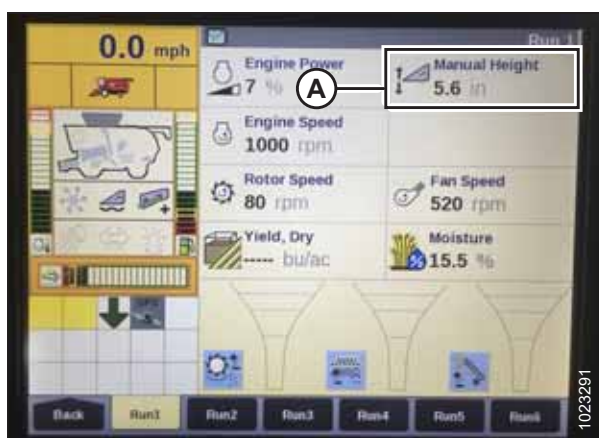 0.0 mph
Run 1
Engine Power
7 %
A
Manual Height
5.6 in
Engine Speed
1000 rpm
Rotor Speed
80 rpm
Fan Speed
520 rpm
Yield, Dry
----- bu/ac
Moisture
15.5 %
Back
Run1
Run2
Run3
Run4
Run5
Run6
1023291